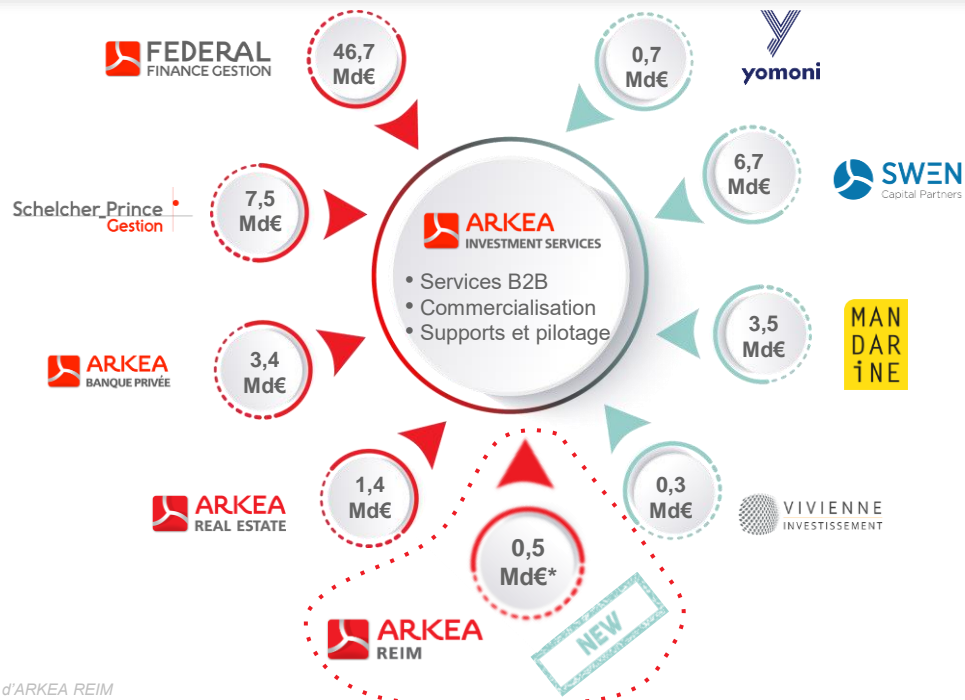 FEDERAL
FINANCE GESTION
46,7
Md€
0,7
Md€
yomoni
Schelcher_Prince
Gestion
7,5
Md€
6,7
Md€
SWEN
Capital Partners
ARKEA
INVESTMENT SERVICES
• Services B2B
• Commercialisation
• Supports et pilotage
ARKEA
BANQUE PRIVÉE
3,4
Md€
3,5
Md€
MAN
DAR
iNE
ARKEA
REAL ESTATE
1,4
Md€
0,3
Md€
VIVIENNE
INVESTISSEMENT
0,5
Md€*
ARKEA
REIM
NEW
d'ARKEA REIM